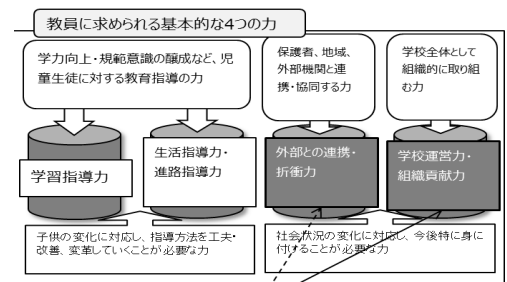 教員に求められる基本的な4つの力
学力向上・規範意識の醸成など、児
童生徒に対する教育指導の力
保護者、地域、
外部機関と連
携・協同する力
学校全体として
組織的に取り組
む力
学習指導力
生活指導力・
進路指導力
外部との連携・
折衝力
学校運営力・
組織貢献力
子供の変化に対応し、指導方法を工夫・
改善、変革していくことが必要な力
社会状況の変化に対応し、今後特に身に
付けることが必要な力